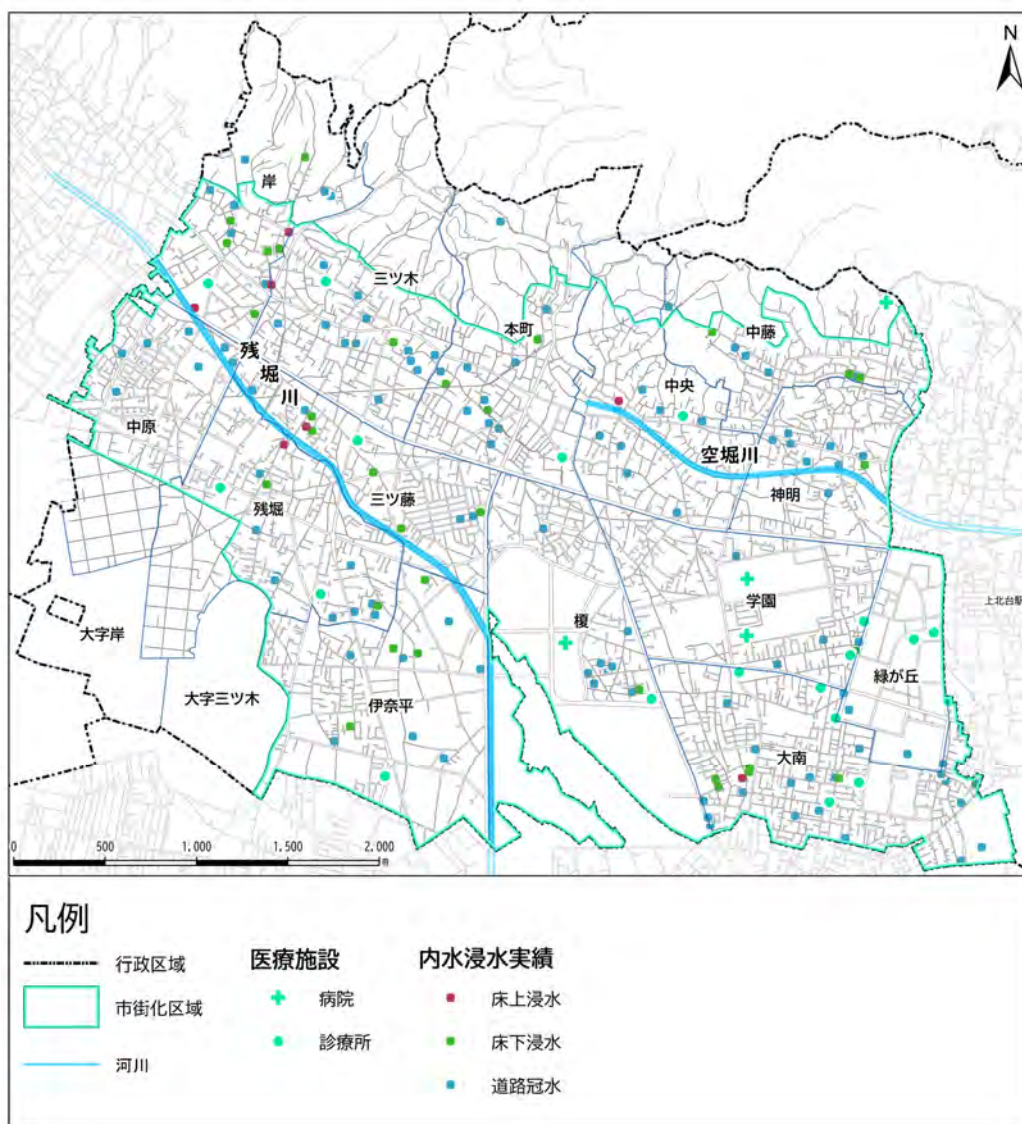 N
岸
三ツ木
本町
中藤
残堀川
中央
中原
空堀川
三ツ藤
神明
残堀
上北台駅
学園
榎
大字岸
緑が丘
大字三ツ木
伊奈平
大南
0 500 1,000 1,500 2,000 m
凡例
行政区域
市街化区域
河川
医療施設
病院
診療所
内水浸水実績
床上浸水
床下浸水
道路冠水